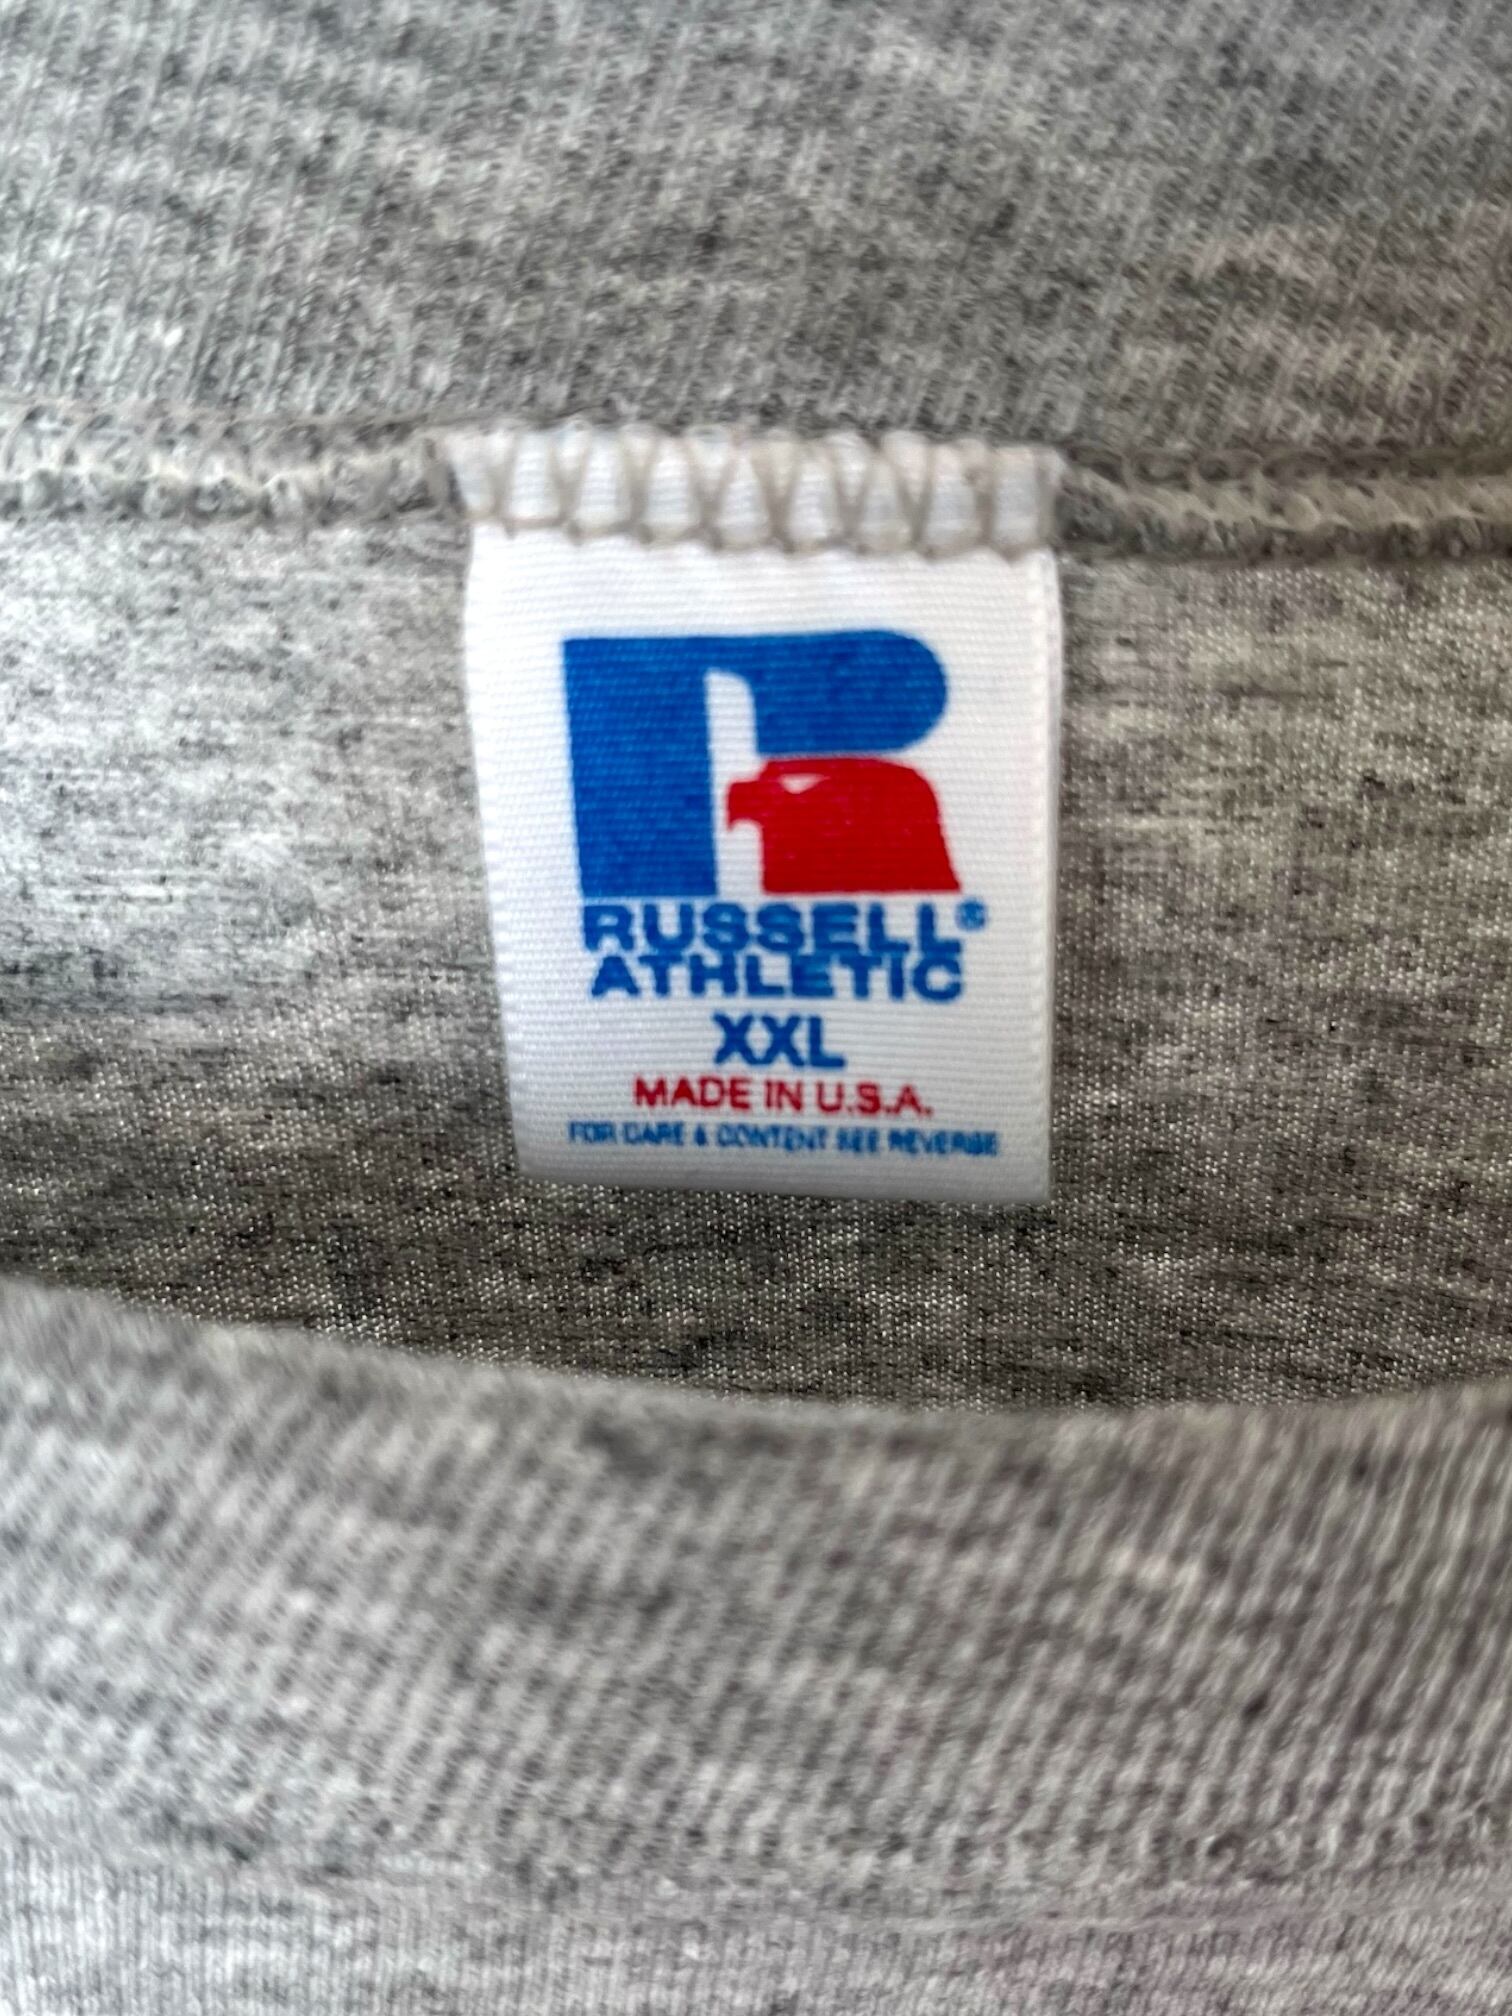 RUSSELL®
ATHLETIC
XXL
MADE IN U.S.A.
FOR CARE & CONTENT SEE REVERSE